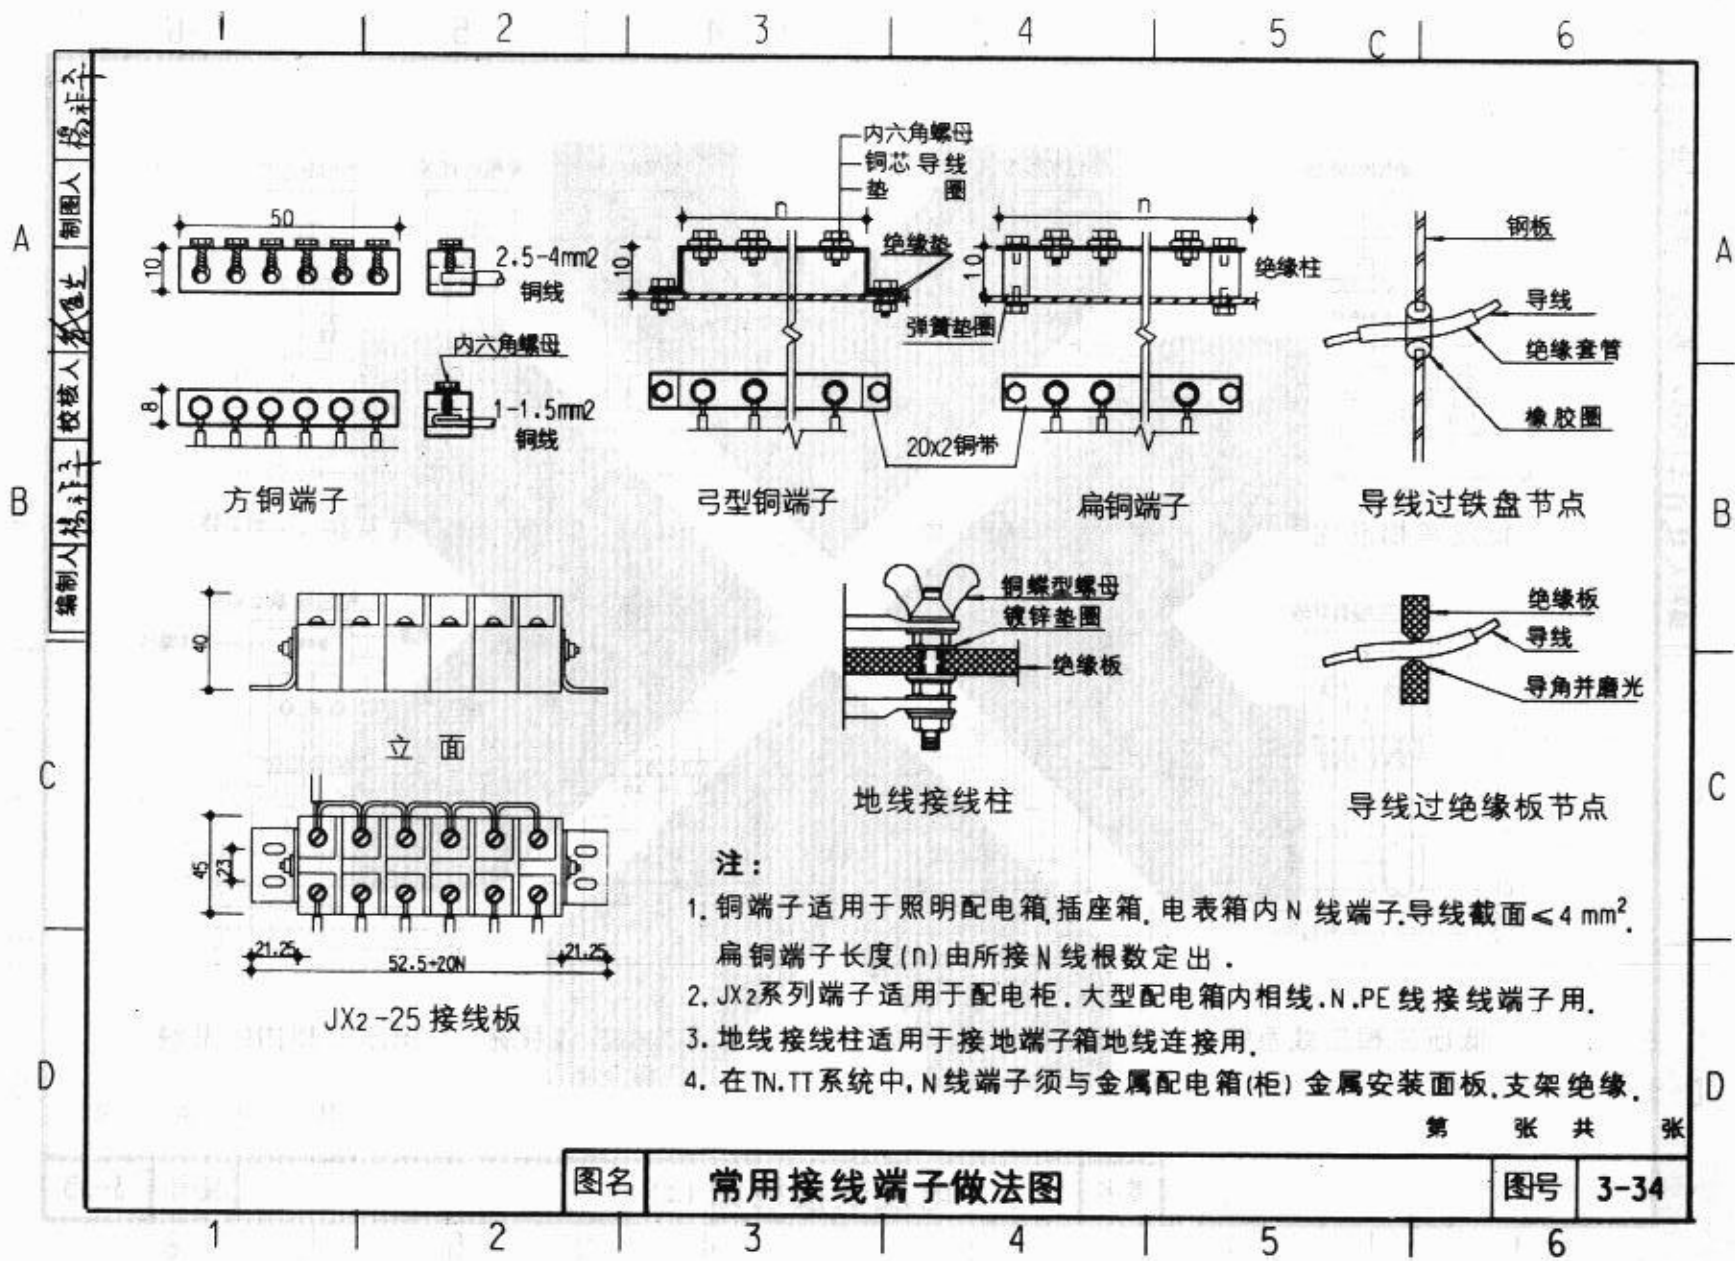 1 2 3 4 5 C 6
A
B
C
D
A
B
C
D
制图人
校核人
编制人
50
10
2.5-4mm2
铜线
内六角螺母
8
1-1.5mm2
铜线
方铜端子
内六角螺母
铜芯导线
垫 圈
n
10
绝缘垫
弹簧垫圈
20x2铜带
弓型铜端子
n
10
绝缘柱
扁铜端子
钢板
导线
绝缘套管
橡胶圈
导线过铁盘节点
40
立 面
45
23
21.25
52.5+20N
21.25
JX2-25接线板
铜蝶型螺母
镀锌垫圈
绝缘板
地线接线柱
绝缘板
导线
导角并磨光
导线过绝缘板节点
注:
1. 铜端子适用于照明配电箱,插座箱,电表箱内N线端子.导线截面≤4mm².
扁铜端子长度(n)由所接N线根数定出.
2. JX2系列端子适用于配电柜.大型配电箱内相线.N.PE线接线端子用.
3. 地线接线柱适用于接地端子箱地线连接用.
4. 在TN.TT系统中,N线端子须与金属配电箱(柜)金属安装面板.支架绝缘.
第 张 共 张
图名 常用接线端子做法图 图号 3-34
1 2 3 4 5 6